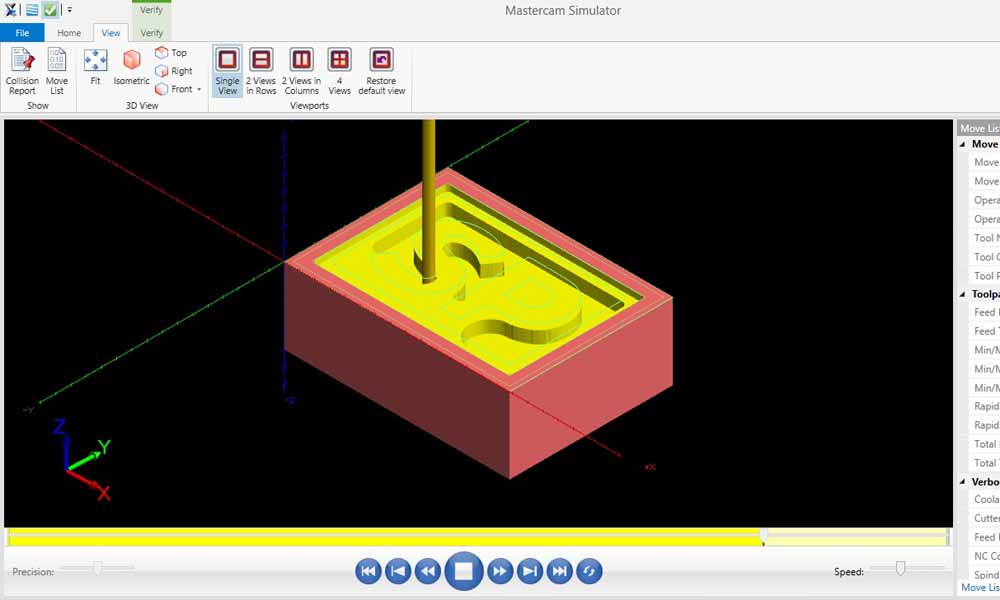 Verify
Mastercam Simulator
File
Home
View
Verify
Collision
Report
Move
List
Fit
Isometric
Top
Right
Front
Single
View
2 Views
in Rows
2 Views in
Columns
4
Views
Restore
default view
Show
3D View
Viewports
-Y
-Z
+X
Z
Y
X
Move Lis
Move
Move
Move
Opera
Opera
Tool N
Tool
Tool
Toolpa
Feed
Feed
Min/M
Min/M
Min/M
Rapid
Rapid
Total
Total
Verbo
Coola
Cutter
Feed
NC Co
Spind
Move Lis
Precision:
Speed: